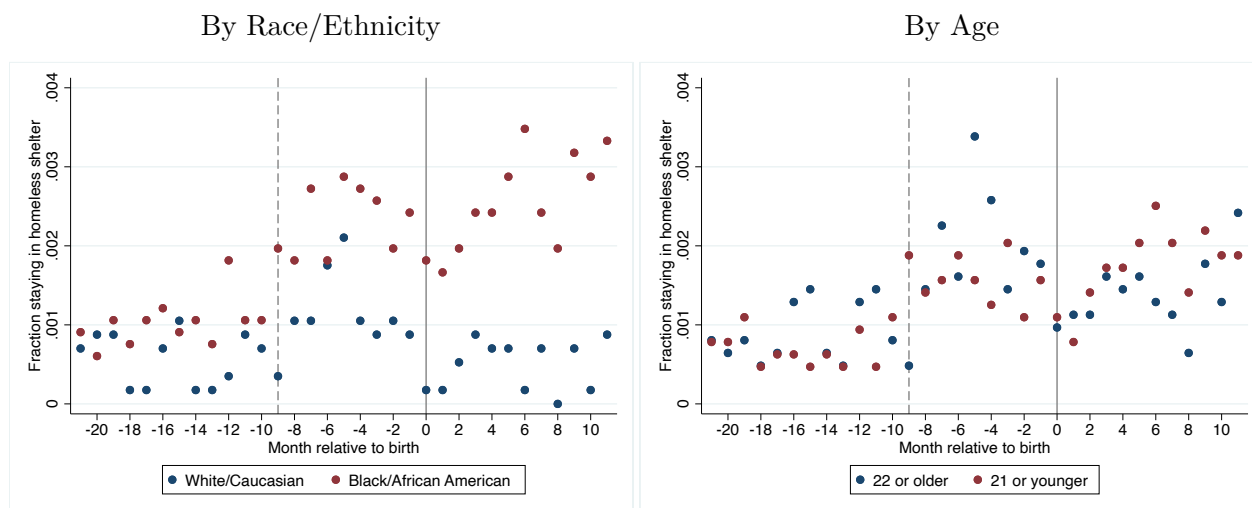 By Race/Ethnicity
Fraction staying in homeless shelter
.004
.003
.002
.001
0
-20 -18 -16 -14 -12 -10 -8 -6 -4 -2 0 2 4 6 8 10
Month relative to birth
White/Caucasian Black/African American
By Age
Fraction staying in homeless shelter
.004
.003
.002
.001
0
-20 -18 -16 -14 -12 -10 -8 -6 -4 -2 0 2 4 6 8 10
Month relative to birth
22 or older 21 or younger